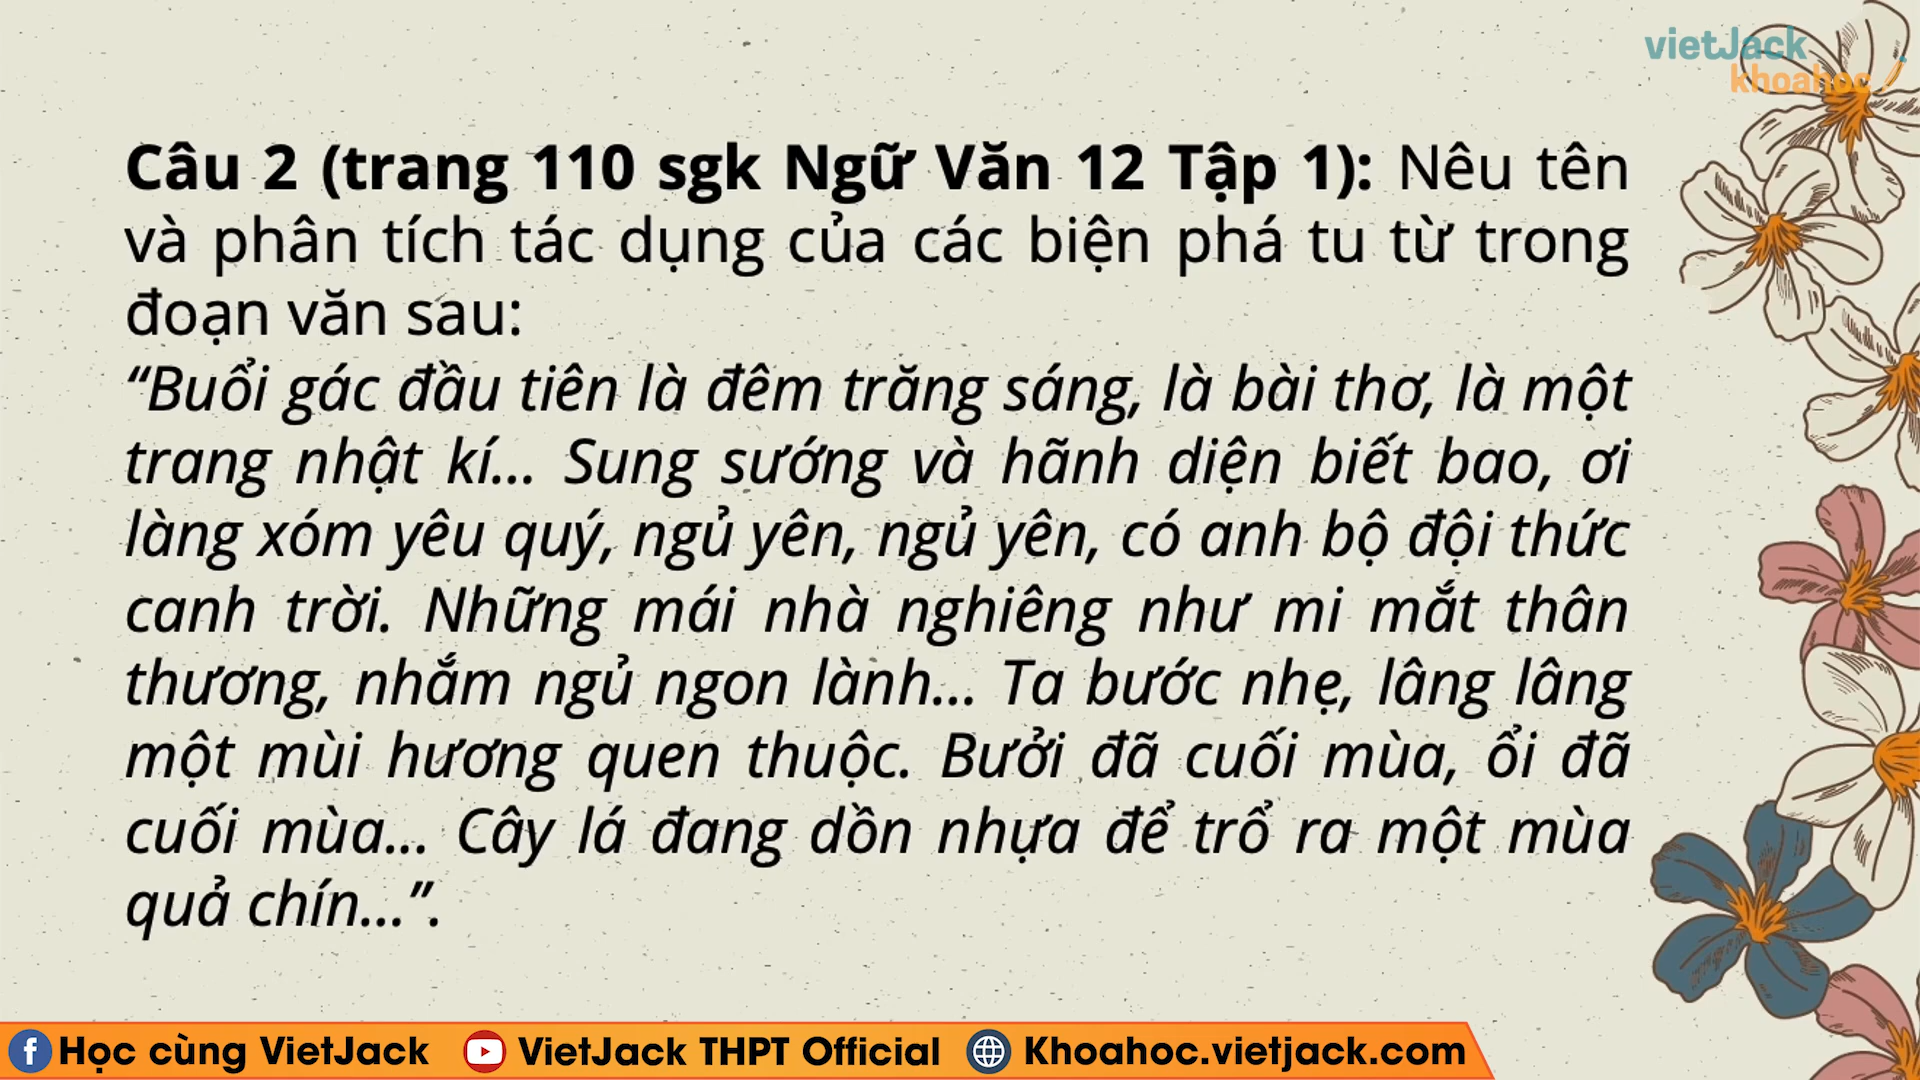 vietJack
khoahoc
Câu 2 (trang 110 sgk Ngữ Văn 12 Tập 1): Nêu tên
và phân tích tác dụng của các biện phá tu từ trong
đoạn văn sau:
“Buổi gác đầu tiên là đêm trăng sáng, là bài thơ, là một
trang nhật kí... Sung sướng và hãnh diện biết bao, ơi
làng xóm yêu quý, ngủ yên, ngủ yên, có anh bộ đội thức
canh trời. Những mái nhà nghiêng như mi mắt thân
thương, nhắm ngủ ngon lành... Ta bước nhẹ, lâng lâng
một mùi hương quen thuộc. Bưởi đã cuối mùa, ổi đã
cuối mùa... Cây lá đang dồn nhựa để trổ ra một mùa
quả chín...”.
Học cùng VietJack VietJack THPT Official Khoahoc.vietjack.com